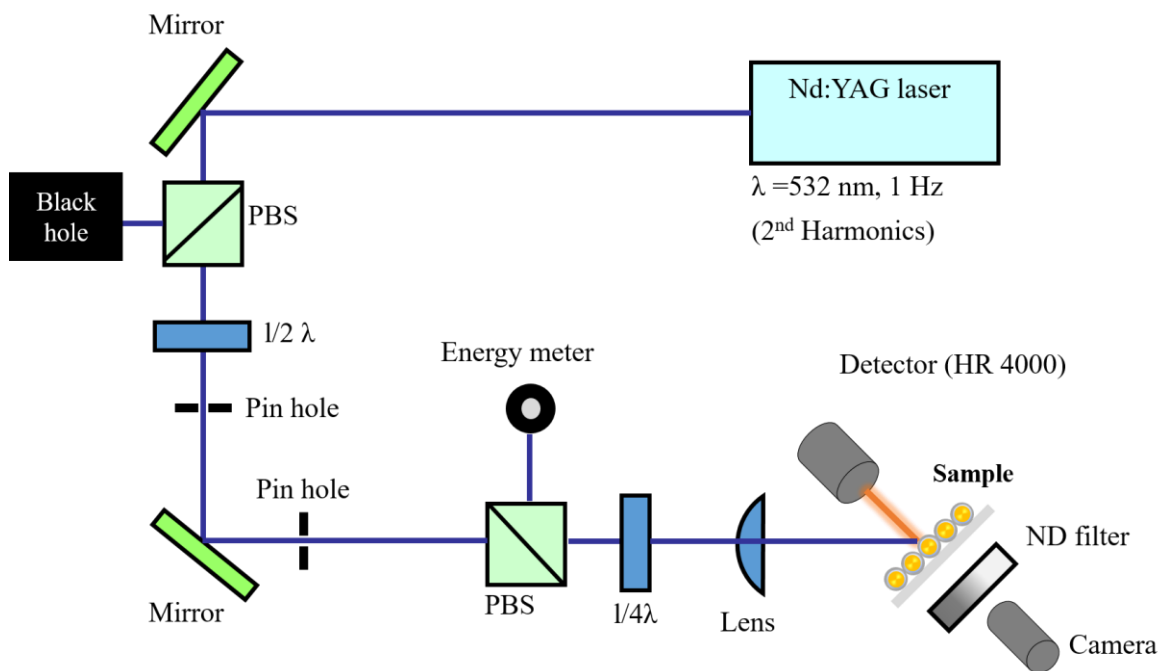 Mirror
Nd:YAG laser
λ =532 nm, 1 Hz
(2nd Harmonics)
Black
hole
PBS
l/2 λ
Energy meter
Detector (HR 4000)
Pin hole
Pin hole
Sample
ND filter
Mirror
PBS
l/4λ
Lens
Camera